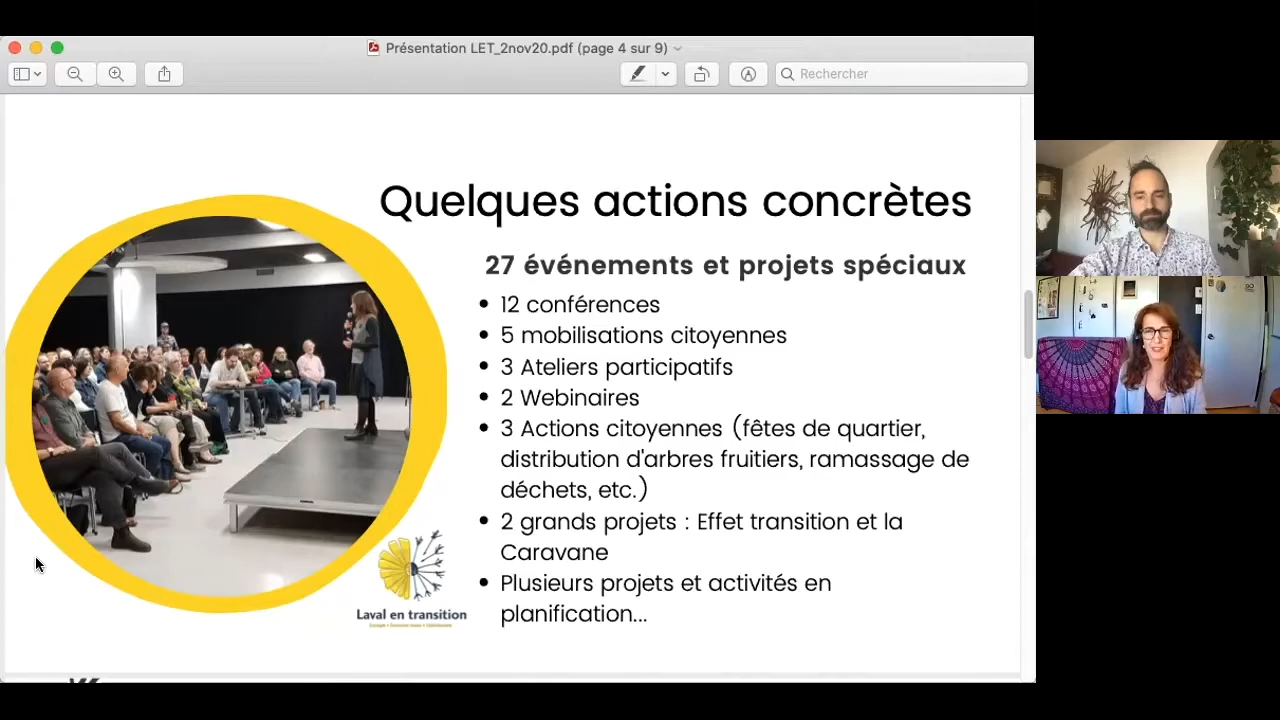 Présentation LET_2nov20.pdf (page 4 sur 9)
Rechercher
Quelques actions concrètes
27 événements et projets spéciaux
• 12 conférences
• 5 mobilisations citoyennes
• 3 Ateliers participatifs
• 2 Webinaires
• 3 Actions citoyennes (fêtes de quartier,
distribution d'arbres fruitiers, ramassage de
déchets, etc.)
• 2 grands projets : Effet transition et la
Caravane
• Plusieurs projets et activités en
planification...
Laval en transition